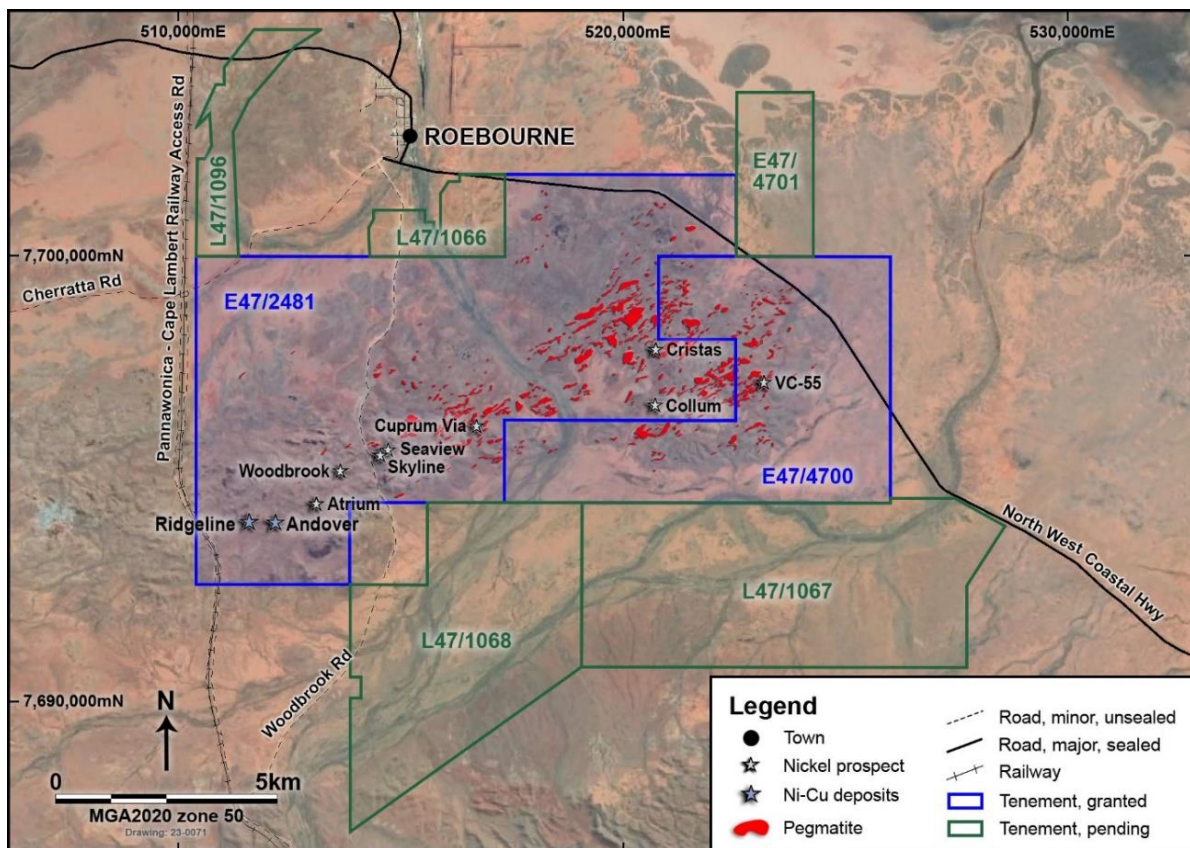 510,000mE
520,000mE
530,000mE
Pannawonica - Cape Lambert Railway Access Rd
L47/1096
ROEBOURNE
E47/
4701
L47/1066
7,700,000mN
Cherratta Rd
E47/2481
Cristas
VC-55
Collum
Cuprum Via
Seaview
Skyline
Woodbrook
Atrium
E47/4700
Ridgeline
Andover
North West Coastal Hwy
L47/1067
L47/1068
Woodbrook Rd
7,690,000mN
N
0
5km
MGA2020 zone 50
Drawing: 23-0071
Legend
Town
Nickel prospect
Ni-Cu deposits
Pegmatite
Road, minor, unsealed
Road, major, sealed
Railway
Tenement, granted
Tenement, pending